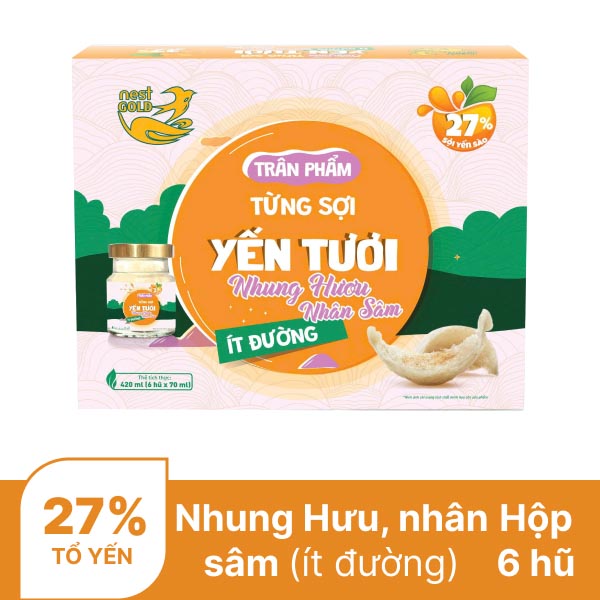 nest
GOLD
27%
SỢI YẾN SÀO
TRÂN PHẨM
TỪNG SỢI
YẾN TƯƠI
Nhung Hươu
Nhân Sâm
ÍT ĐƯỜNG
TỪNG SỢI
YẾN TƯƠI
Thể tích thực:
420 ml (6 hũ x 70 ml)
27%
TỔ YẾN
Nhung Hưu, nhân sâm (ít đường)
Hộp
6 hũ